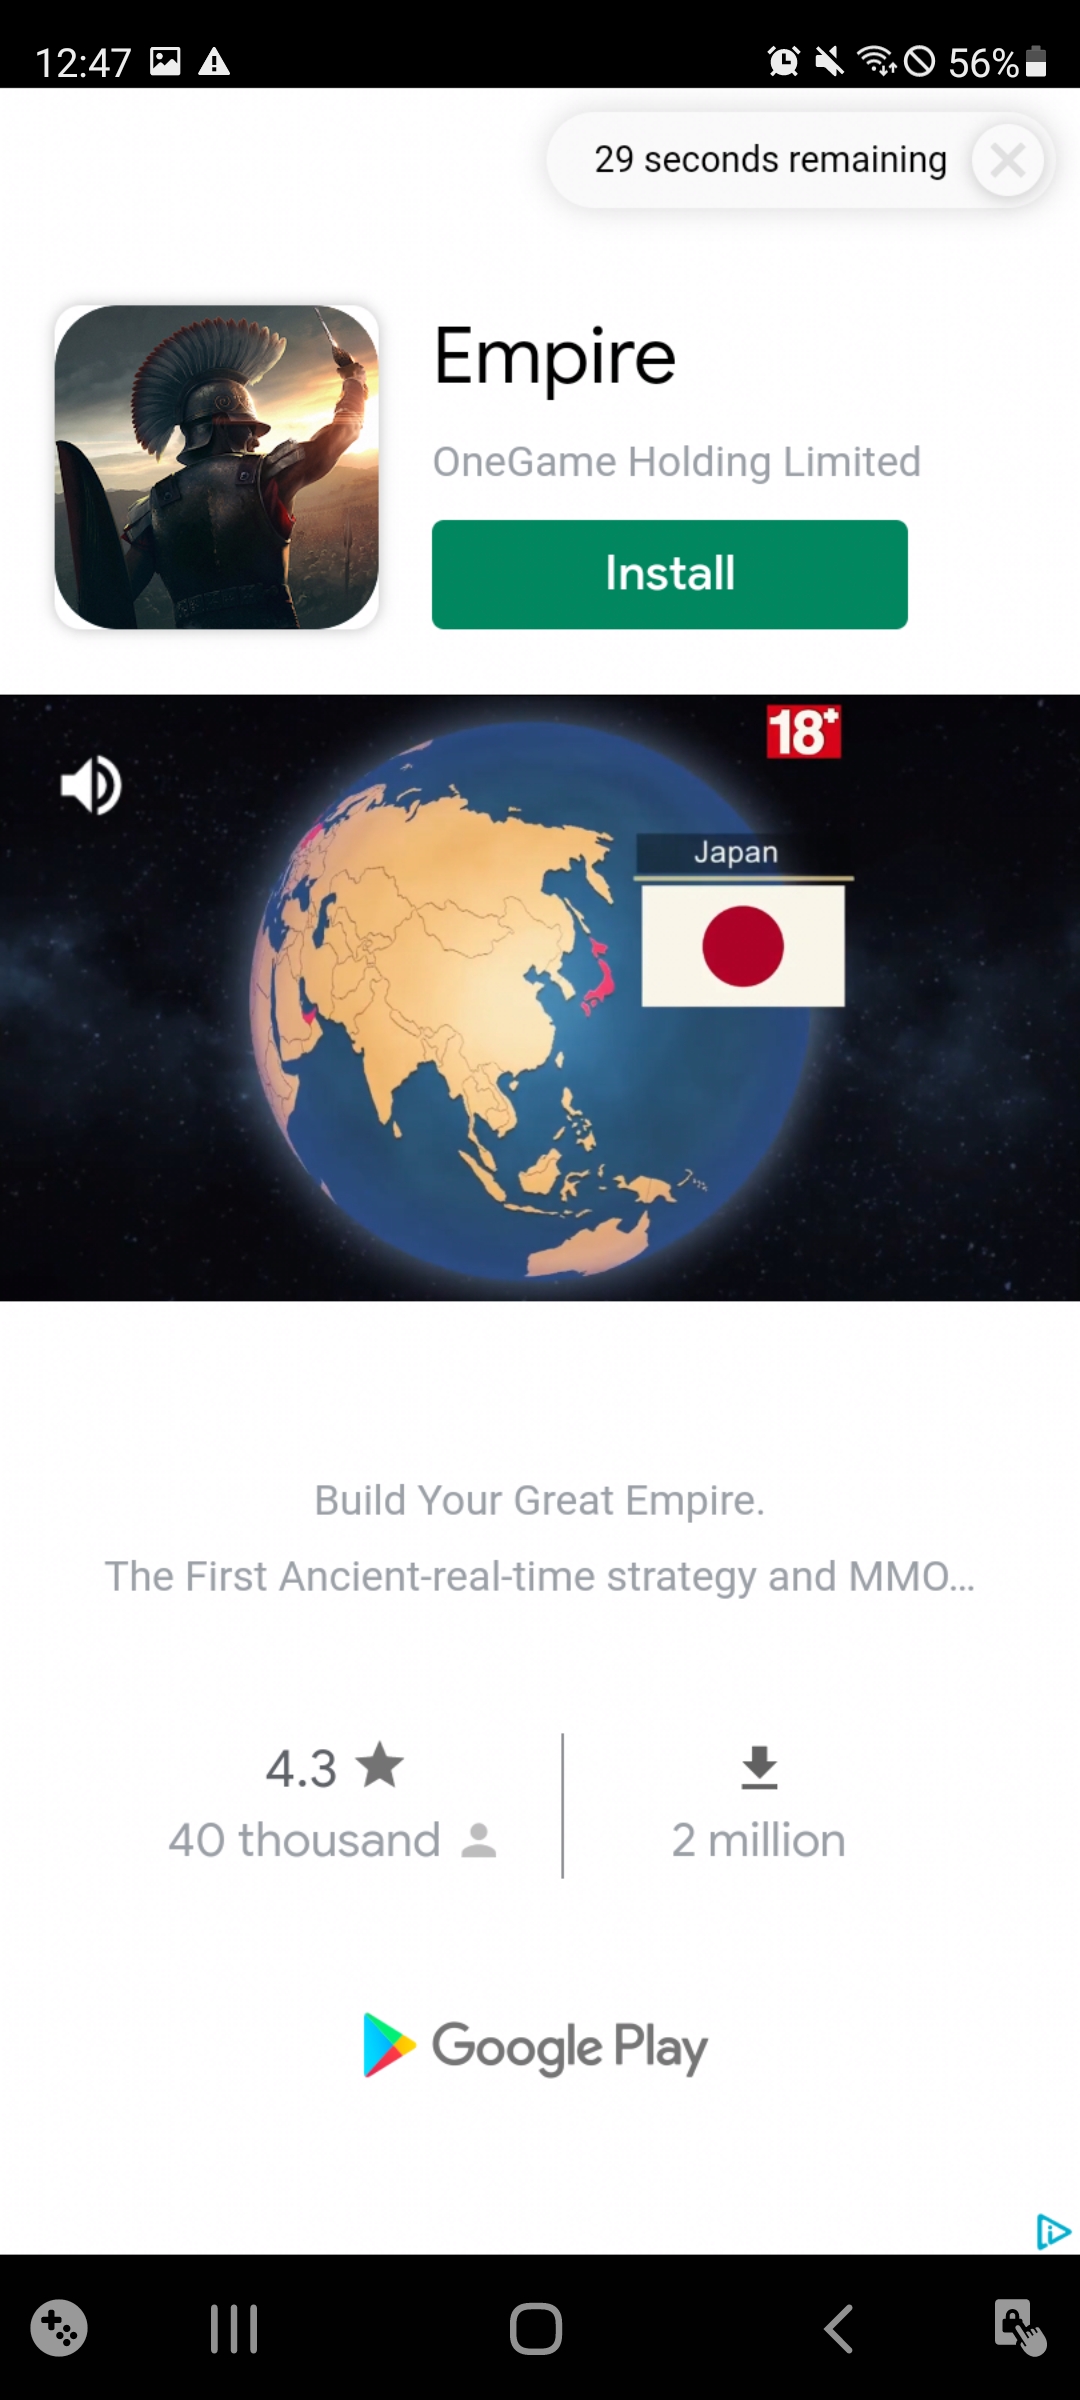 12:47
56%
29 seconds remaining
Empire
OneGame Holding Limited
Install
18+
Japan
Build Your Great Empire.
The First Ancient-real-time strategy and MMO...
4.3
40 thousand
2 million
Google Play